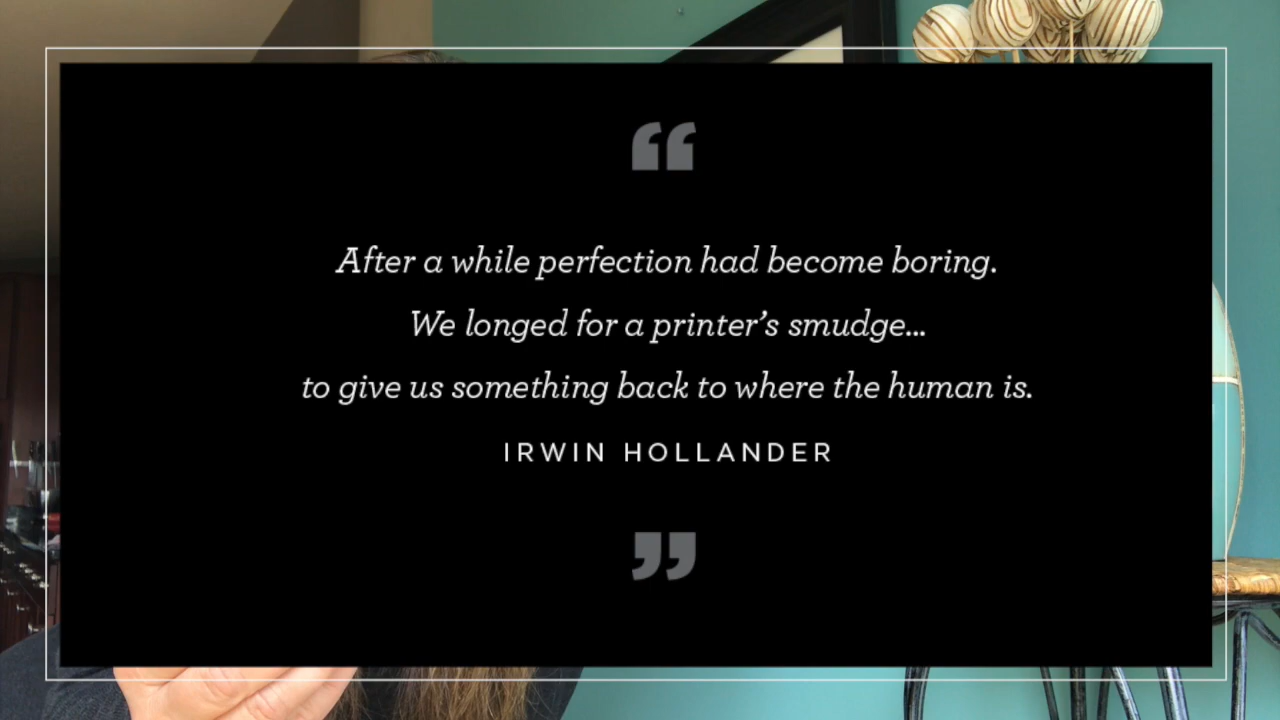 “
After a while perfection had become boring.
We longed for a printer’s smudge...
to give us something back to where the human is.
IRWIN HOLLANDER
”